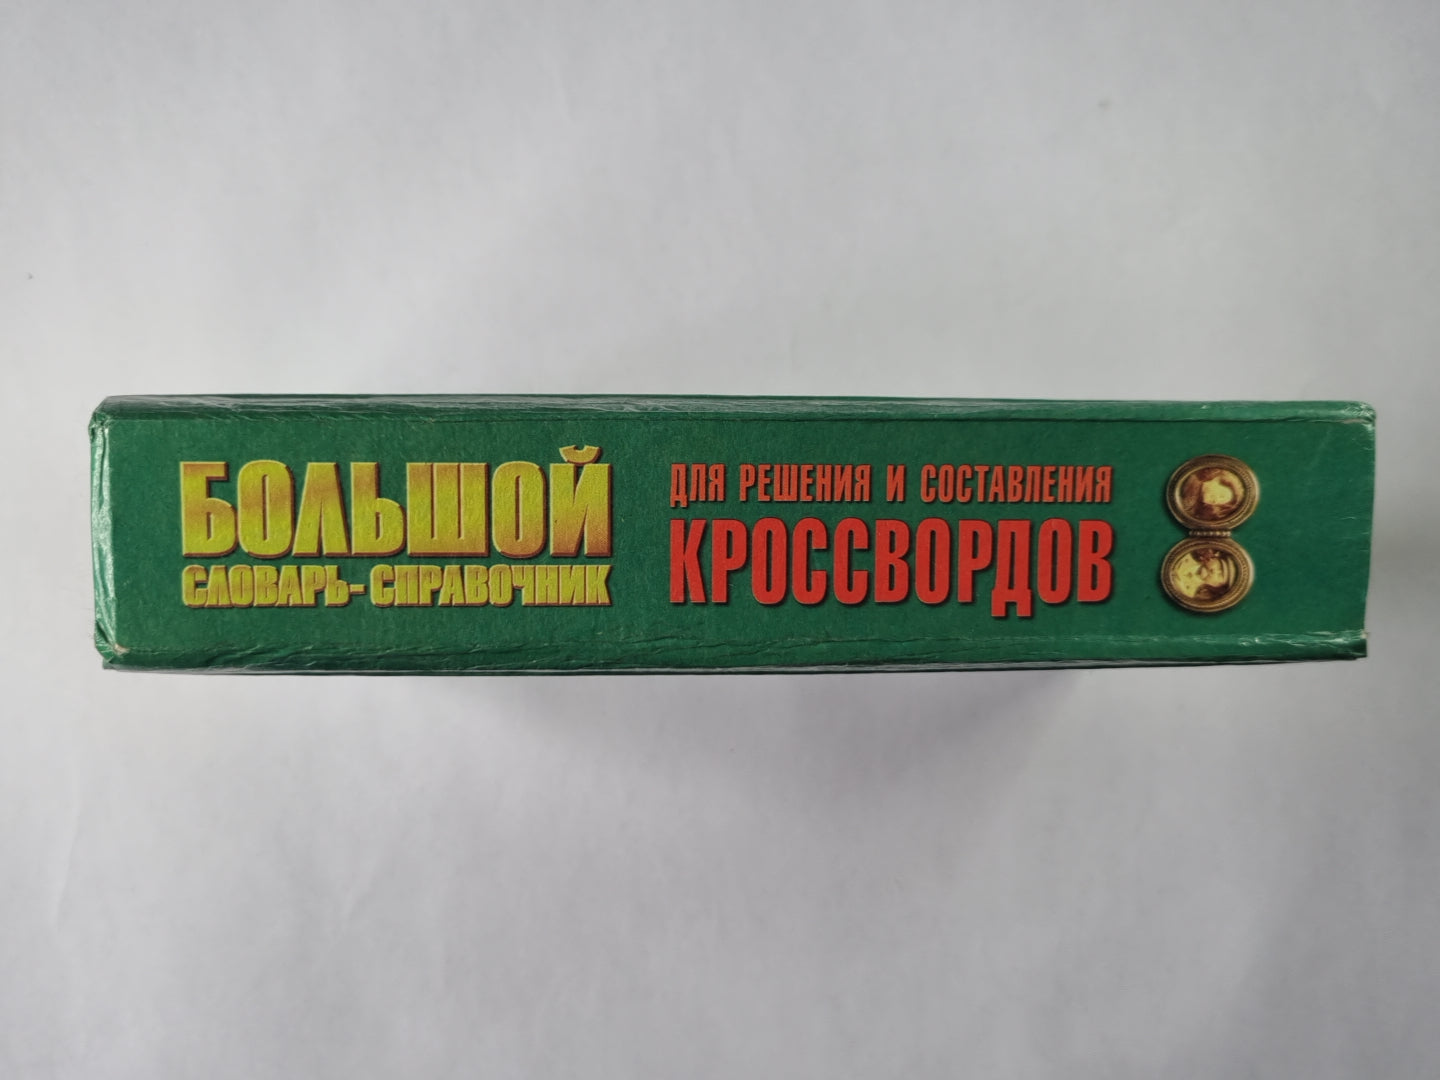 БОЛЬШОЙ
СЛОВАРЬ-СПРАВОЧНИК
ДЛЯ РЕШЕНИЯ И СОСТАВЛЕНИЯ
КРОССВОРДОВ